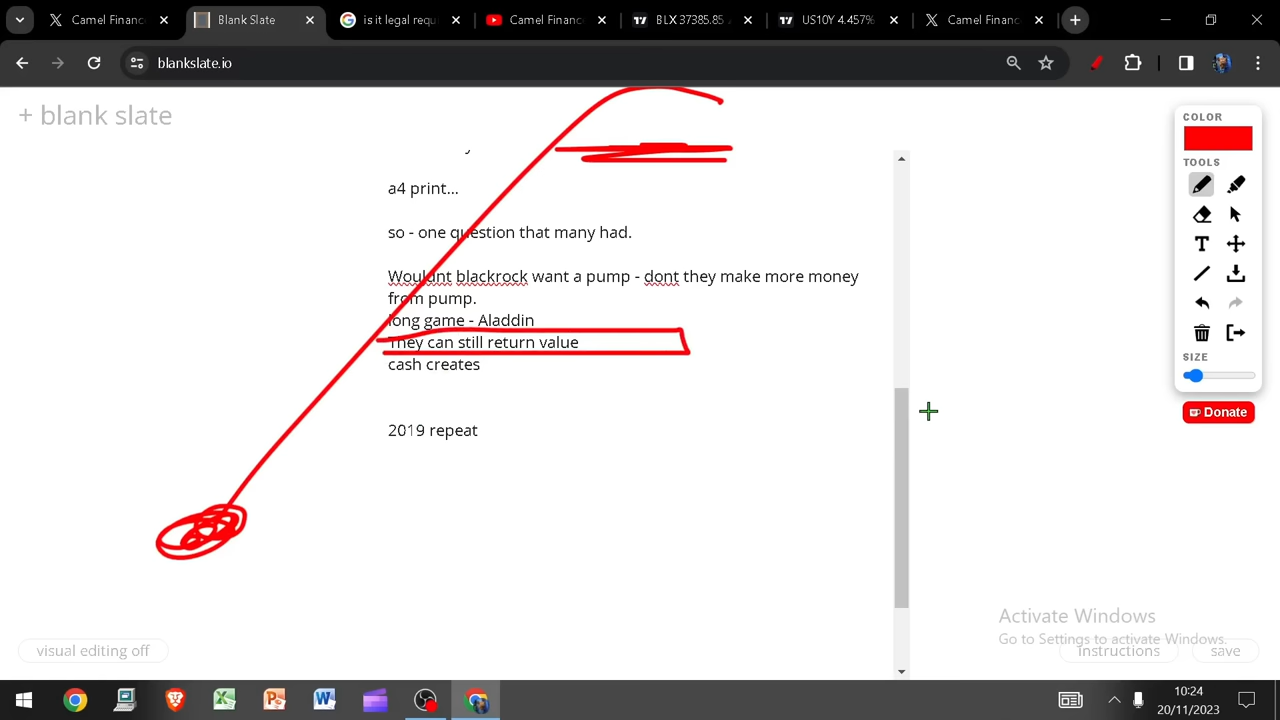 Camel Financ
Blank Slate
is it legal requ
Camel Financ
BLX 37385.85
US10Y 4.457%
Camel Financ
blankslate.io
+ blank slate
y
a4 print...
so - one question that many had.
Wouldnt blackrock want a pump - dont they make more money
from pump.
long game - Aladdin
They can still return value
cash creates
2019 repeat
COLOR
TOOLS
T
SIZE
Donate
Activate Windows
Go to Settings to activate Windows.
visual editing off
instructions
save
10:24
20/11/2023